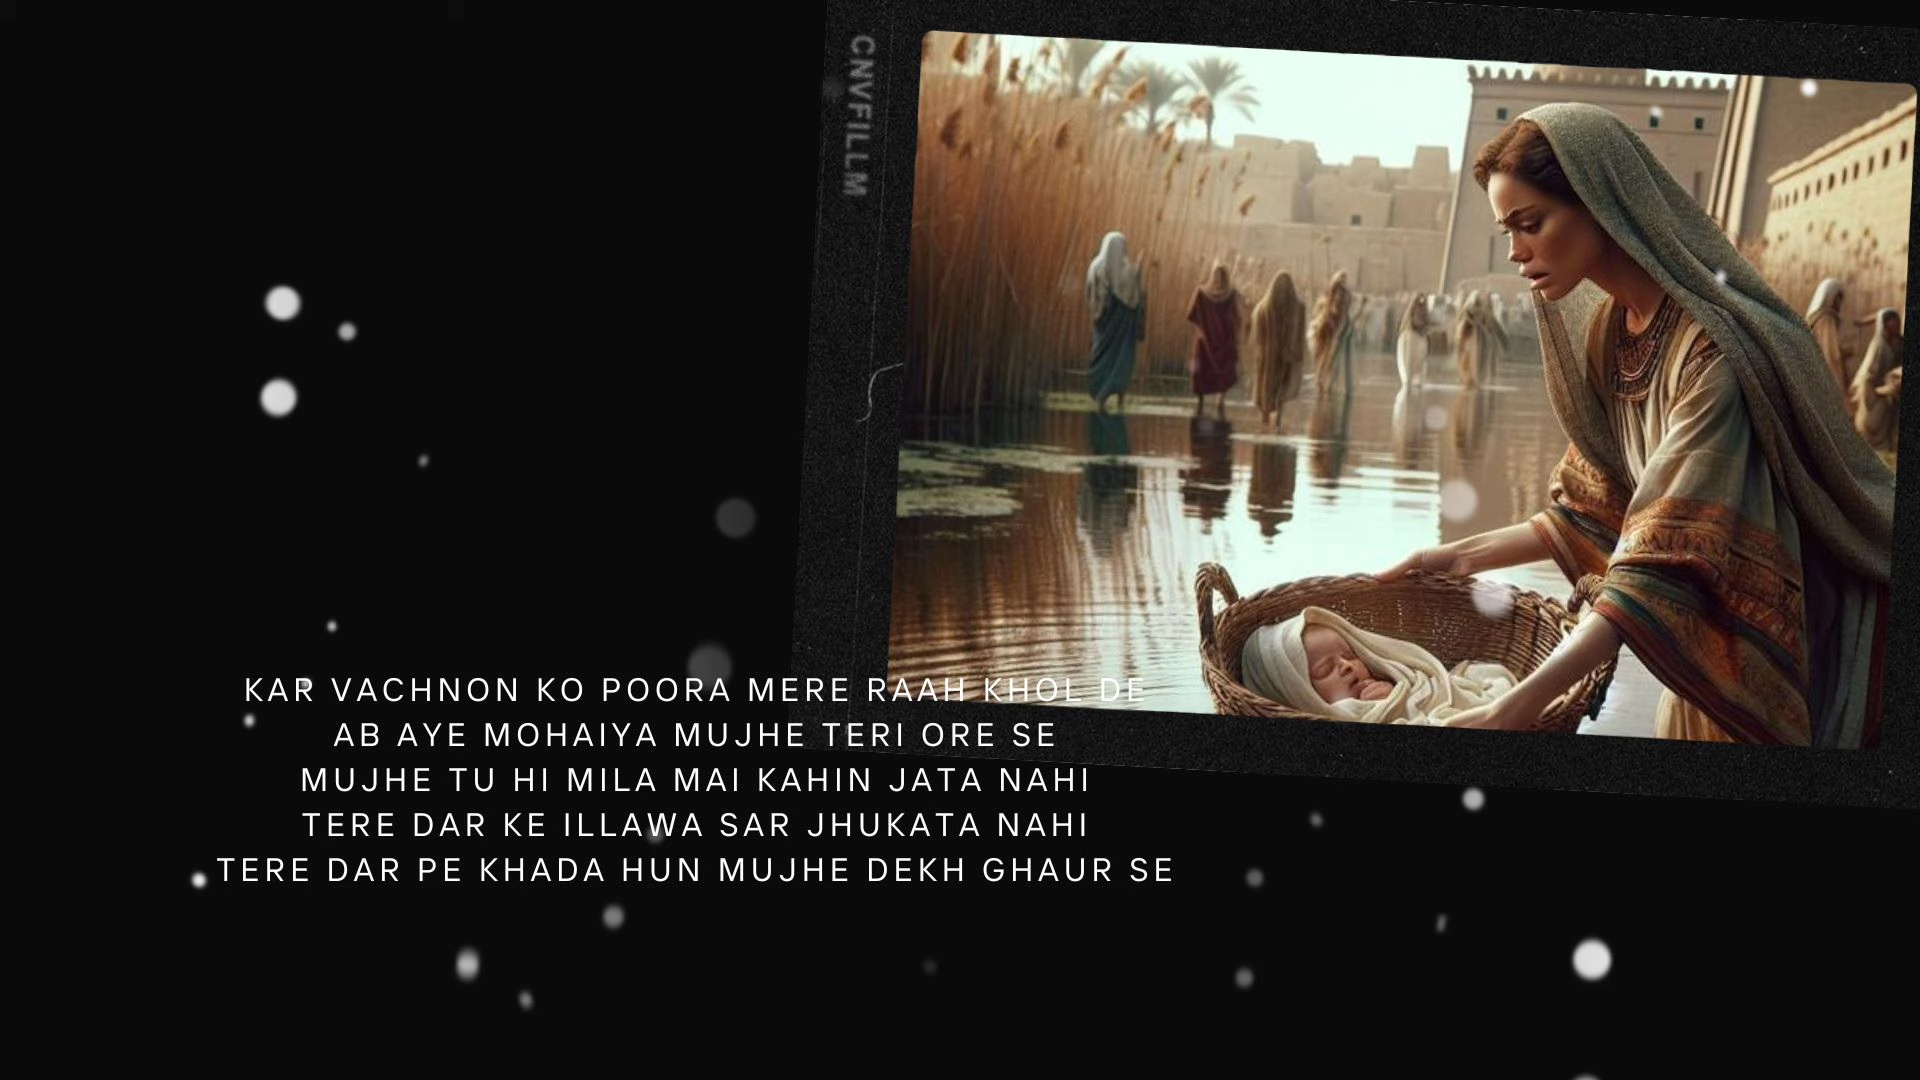 CNVFILLM
KAR VACHNON KO POORA MERE RAAH KHOL DE
AB AYE MOHAIYA MUJHE TERI ORE SE
MUJHE TU HI MILA MAI KAHIN JATA NAHI
TERE DAR KE ILLAWA SAR JHUKATA NAHI
TERE DAR PE KHADA HUN MUJHE DEKH GHAUR SE